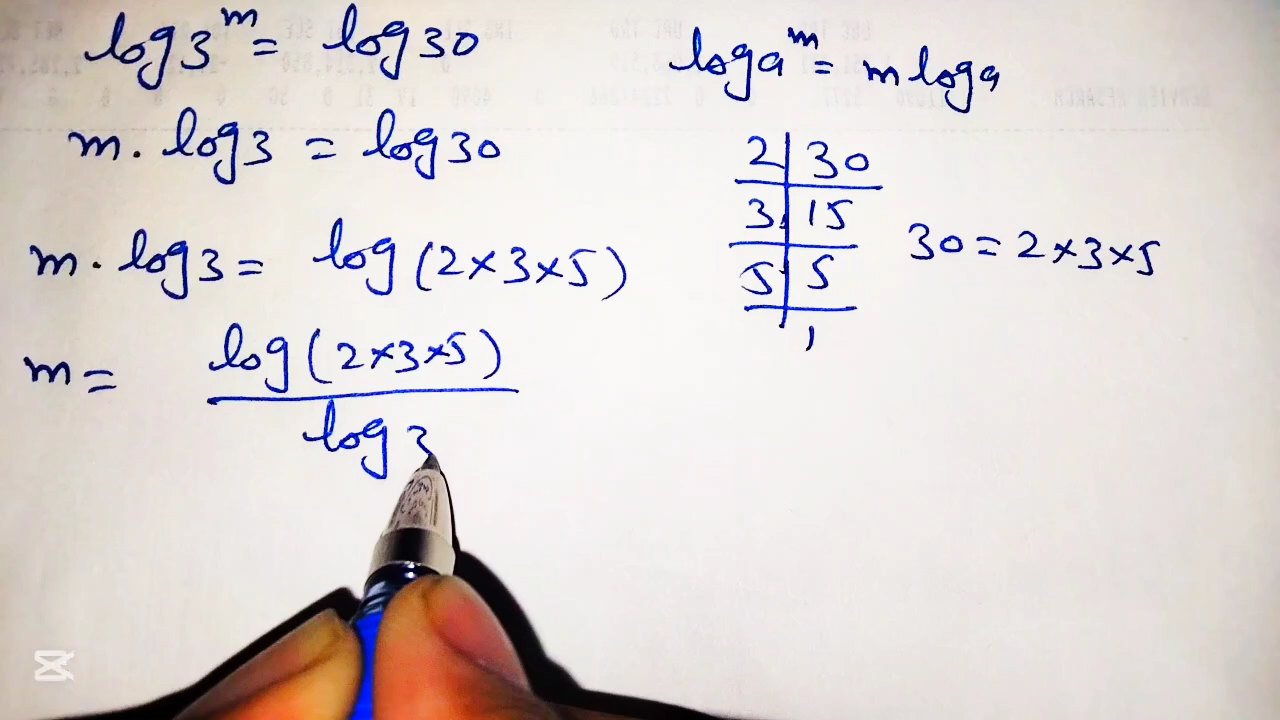 log3^m = log30
m · log3 = log30
m · log3 = log(2×3×5)
m = log(2×3×5)
log3
loga^m = m loga
2 | 30
3 | 15
5 | 5
1
30 = 2×3×5